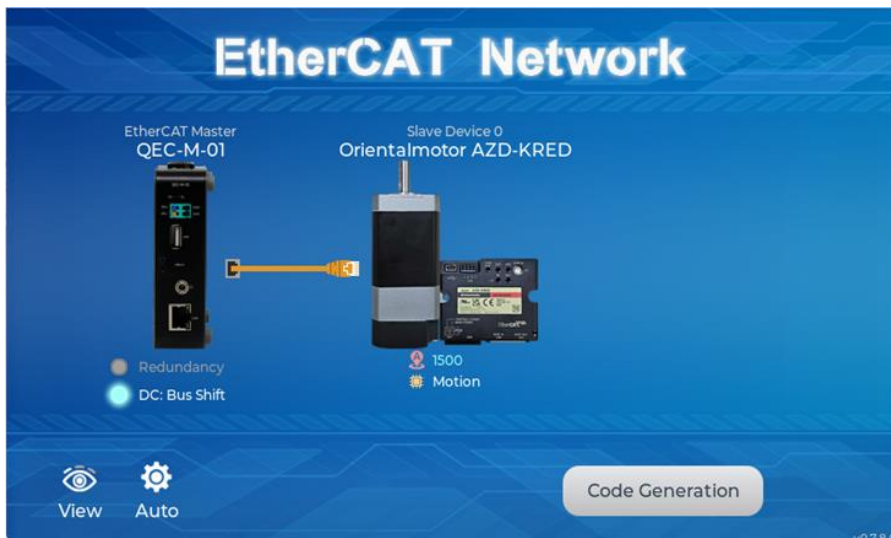 EtherCAT Network
EtherCAT Master
QEC-M-01
Slave Device 0
Orientalmotor AZD-KRED
1500
Motion
Redundancy
DC: Bus Shift
View
Auto
Code Generation